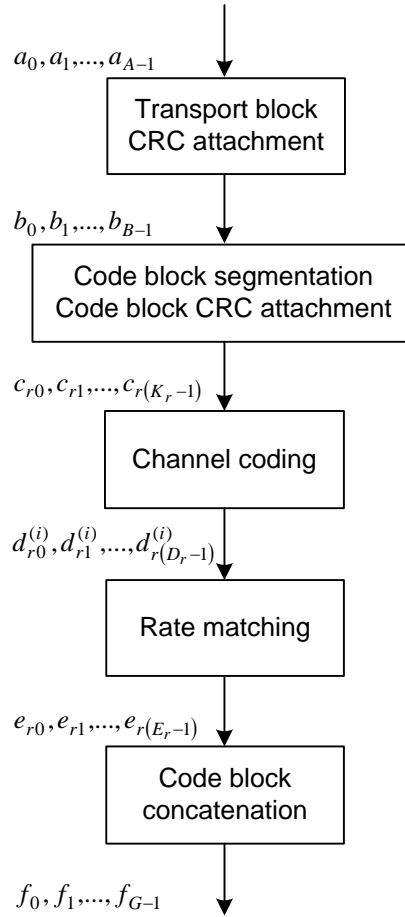 a_0, a_1,..., a_{A−1}
Transport block
CRC attachment
b_0, b_1,..., b_{B−1}
Code block segmentation
Code block CRC attachment
c_{r0}, c_{r1},..., c_{r(K_r−1)}
Channel coding
d_{r0}^{(i)}, d_{r1}^{(i)},..., d_{r(D_r−1)}^{(i)}
Rate matching
e_{r0}, e_{r1},..., e_{r(E_r−1)}
Code block
concatenation
f_0, f_1,..., f_{G−1}